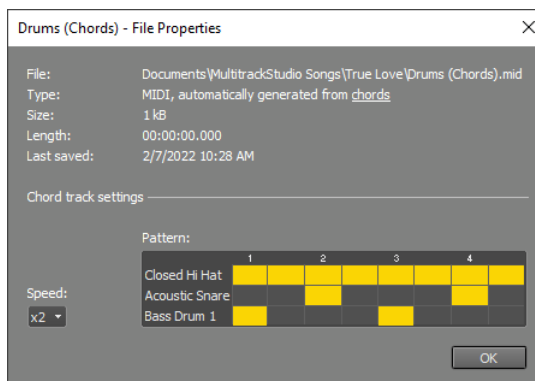 Drums (Chords) - File Properties
File: Documents\MultitrackStudio Songs\True Love\Drums (Chords).mid
Type: MIDI, automatically generated from chords
Size: 1 kB
Length: 00:00:00.000
Last saved: 2/7/2022 10:28 AM
Chord track settings
Pattern:
1 2 3 4
Closed Hi Hat
Speed: Acoustic Snare
x2 Bass Drum 1
OK